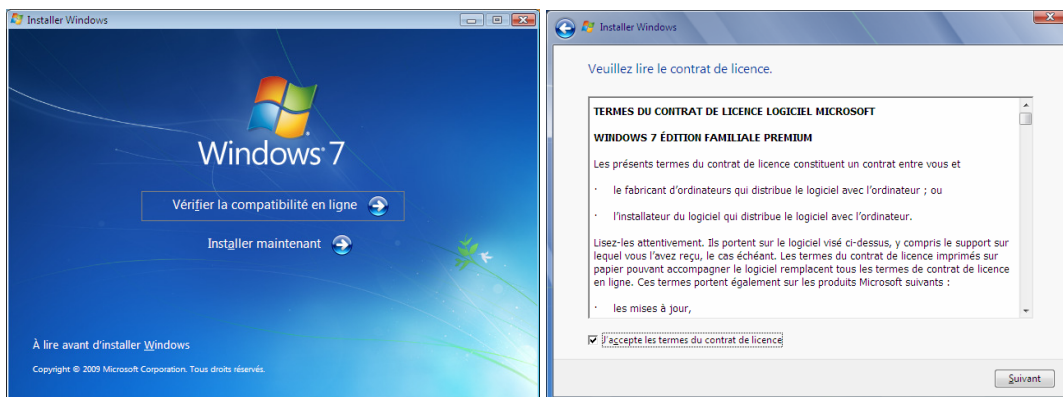 Installer Windows
Windows 7
Vérifier la compatibilité en ligne
Installer maintenant
À lire avant d'installer Windows
Copyright © 2009 Microsoft Corporation. Tous droits réservés.
Installer Windows
Veuillez lire le contrat de licence.
TERMES DU CONTRAT DE LICENCE LOGICIEL MICROSOFT
WINDOWS 7 ÉDITION FAMILIALE PREMIUM
Les présents termes du contrat de licence constituent un contrat entre vous et
· le fabricant d'ordinateurs qui distribue le logiciel avec l'ordinateur ; ou
· l'installateur du logiciel qui distribue le logiciel avec l'ordinateur.
Lisez-les attentivement. Ils portent sur le logiciel visé ci-dessus, y compris le support sur
lequel vous l'avez reçu, le cas échéant. Les termes du contrat de licence imprimés sur
papier pouvant accompagner le logiciel remplacent tous les termes de contrat de licence
en ligne. Ces termes portent également sur les produits Microsoft suivants :
· les mises à jour,
J'accepte les termes du contrat de licence
Suivant